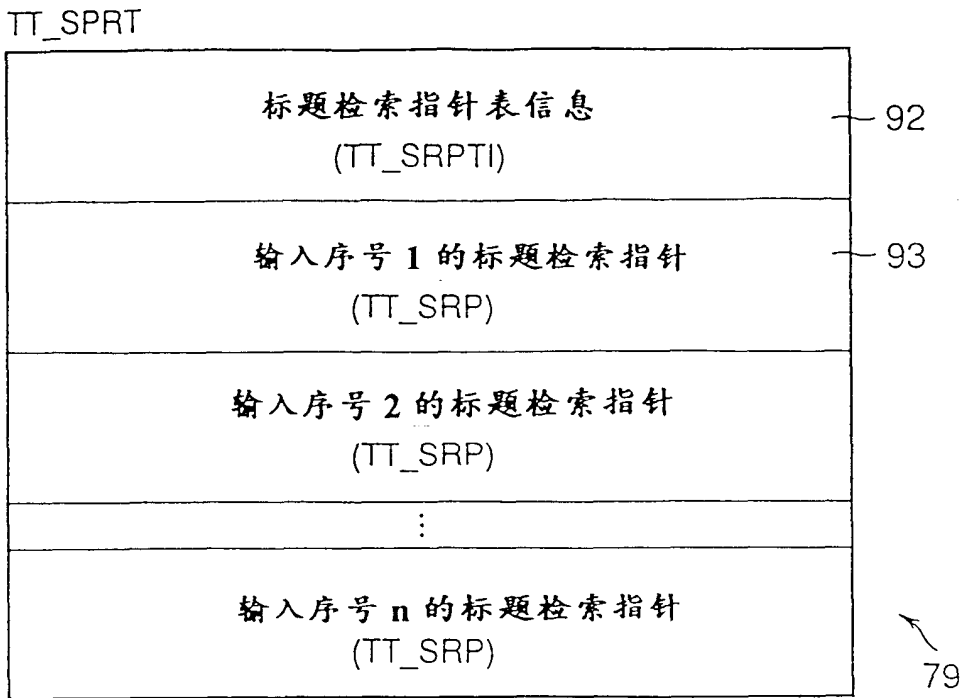 TT_SPRT
标题检索指针表信息
(TT_SRPTI)
92
输入序号 1 的标题检索指针
(TT_SRP)
93
输入序号 2 的标题检索指针
(TT_SRP)
⋮
输入序号 n 的标题检索指针
(TT_SRP)
79